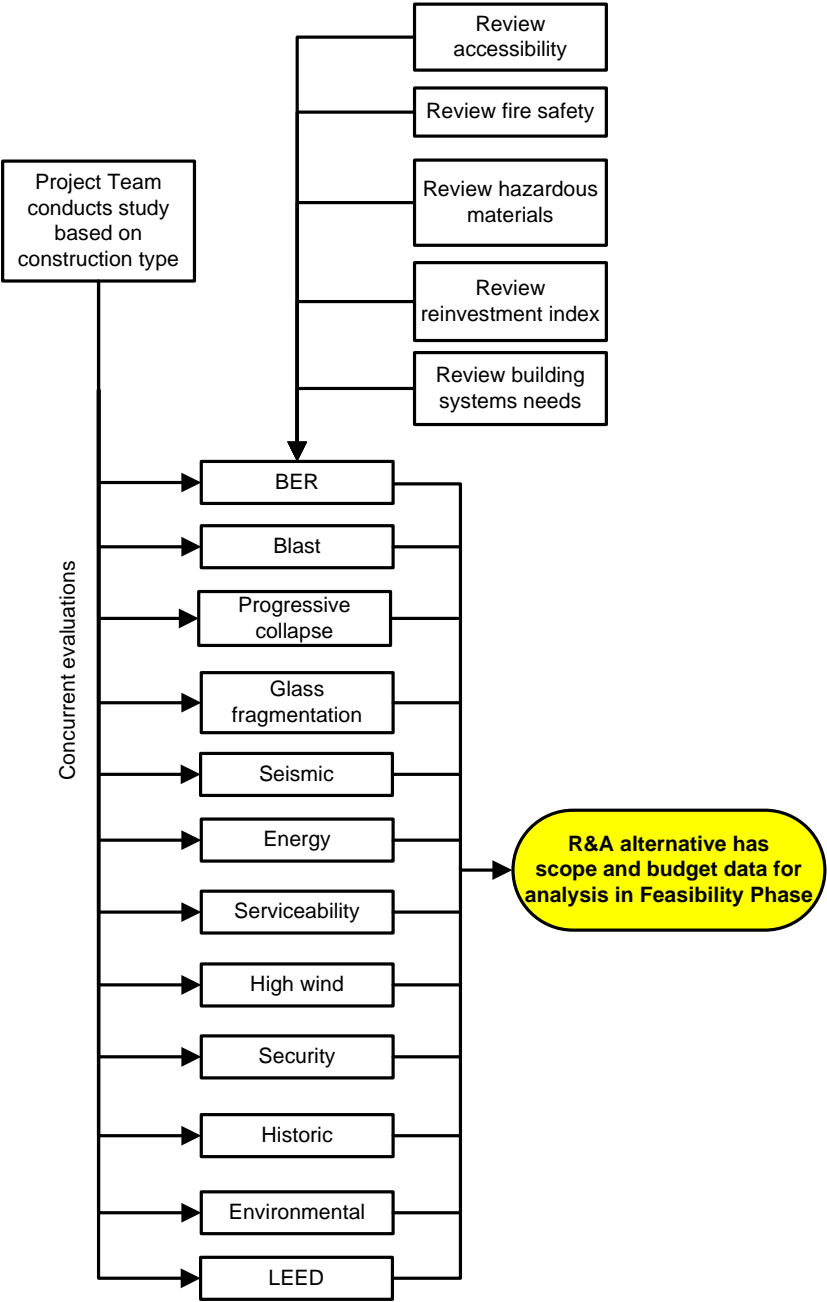 Review
accessibility
Review fire safety
Project Team
conducts study
based on
construction type
Review hazardous
materials
Review
reinvestment index
Review building
systems needs
Concurrent evaluations
BER
Blast
Progressive
collapse
Glass
fragmentation
Seismic
Energy
Serviceability
High wind
Security
Historic
Environmental
LEED
R&A alternative has
scope and budget data for
analysis in Feasibility Phase